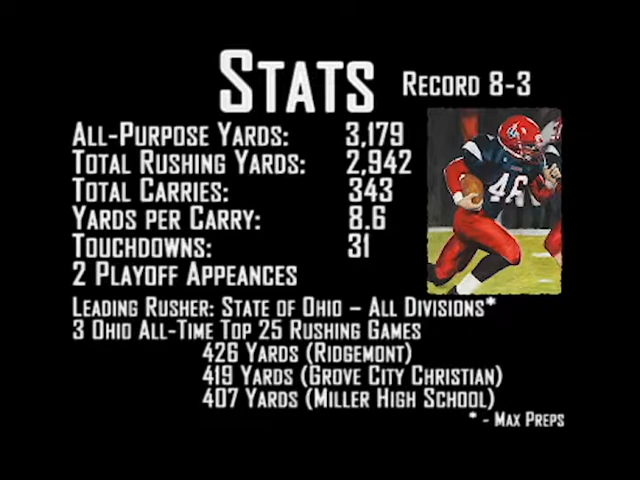 STATS RECORD 8-3
ALL-PURPOSE YARDS: 3,179
TOTAL RUSHING YARDS: 2,942
TOTAL CARRIES: 343
YARDS PER CARRY: 8.6
TOUCHDOWNS: 31
2 PLAYOFF APPEANCES
LEADING RUSHER: STATE OF OHIO – ALL DIVISIONS*
3 OHIO ALL-TIME TOP 25 RUSHING GAMES
426 YARDS (RIDGEMONT)
419 YARDS (GROVE CITY CHRISTIAN)
407 YARDS (MILLER HIGH SCHOOL)
* - MAX PREPS